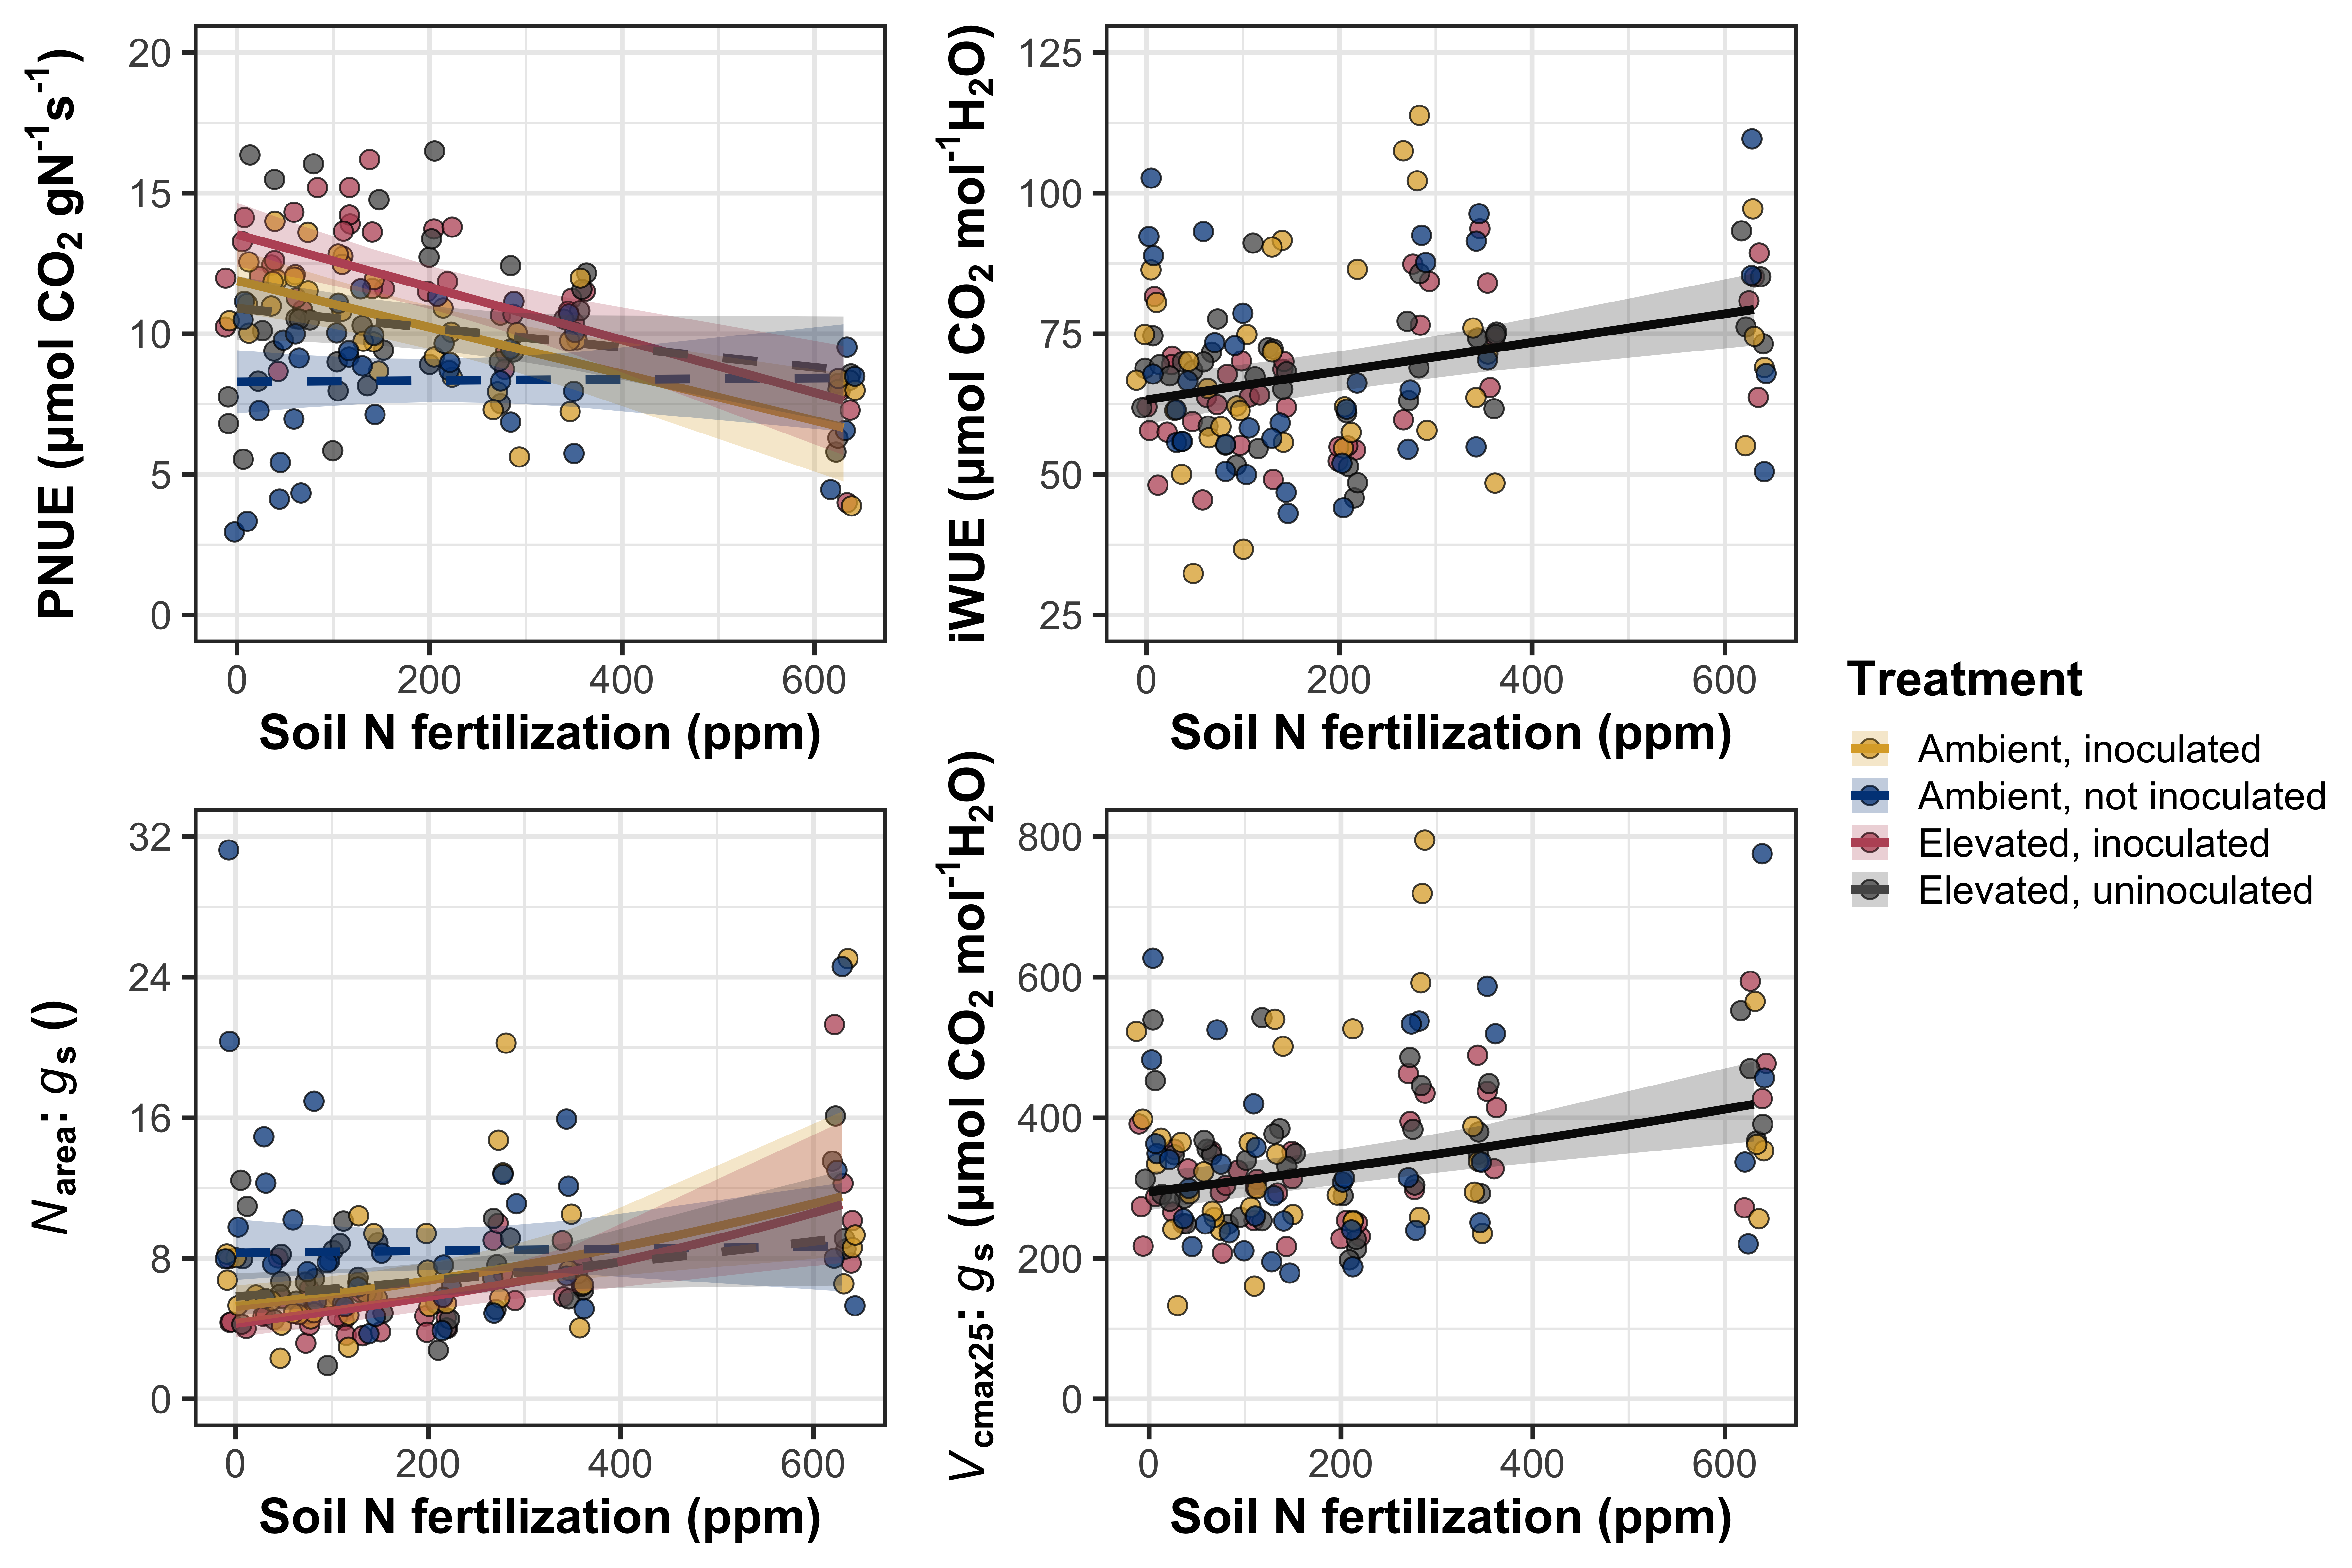 PNUE (μmol CO₂ gN⁻¹s⁻¹)
20
15
10
5
0
0 200 400 600
Soil N fertilization (ppm)
iWUE (μmol CO₂ mol⁻¹H₂O)
125
100
75
50
25
0 200 400 600
Soil N fertilization (ppm)
Narea: gs ()
32
24
16
8
0
0 200 400 600
Soil N fertilization (ppm)
Vcmax25: gs (μmol CO₂ mol⁻¹H₂O)
800
600
400
200
0
0 200 400 600
Soil N fertilization (ppm)
Treatment
Ambient, inoculated
Ambient, not inoculated
Elevated, inoculated
Elevated, uninoculated